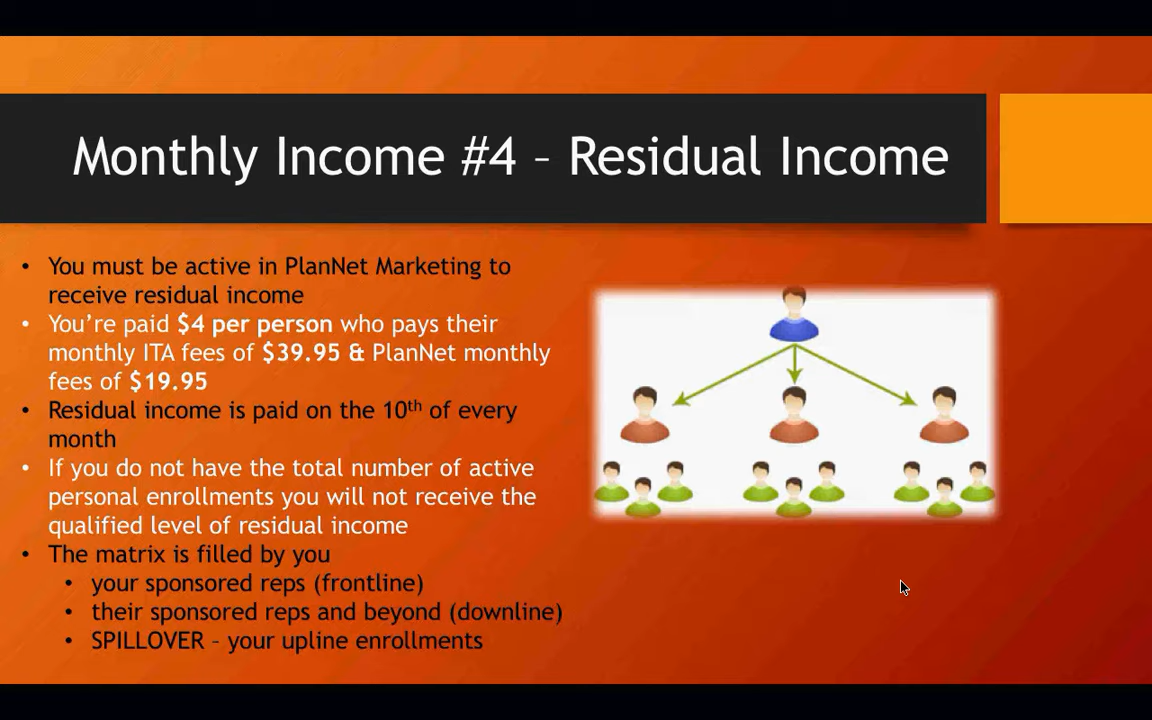 Monthly Income #4 – Residual Income
• You must be active in PlanNet Marketing to
receive residual income
• You’re paid $4 per person who pays their
monthly ITA fees of $39.95 & PlanNet monthly
fees of $19.95
• Residual income is paid on the 10th of every
month
• If you do not have the total number of active
personal enrollments you will not receive the
qualified level of residual income
• The matrix is filled by you
• your sponsored reps (frontline)
• their sponsored reps and beyond (downline)
• SPILLOVER – your upline enrollments